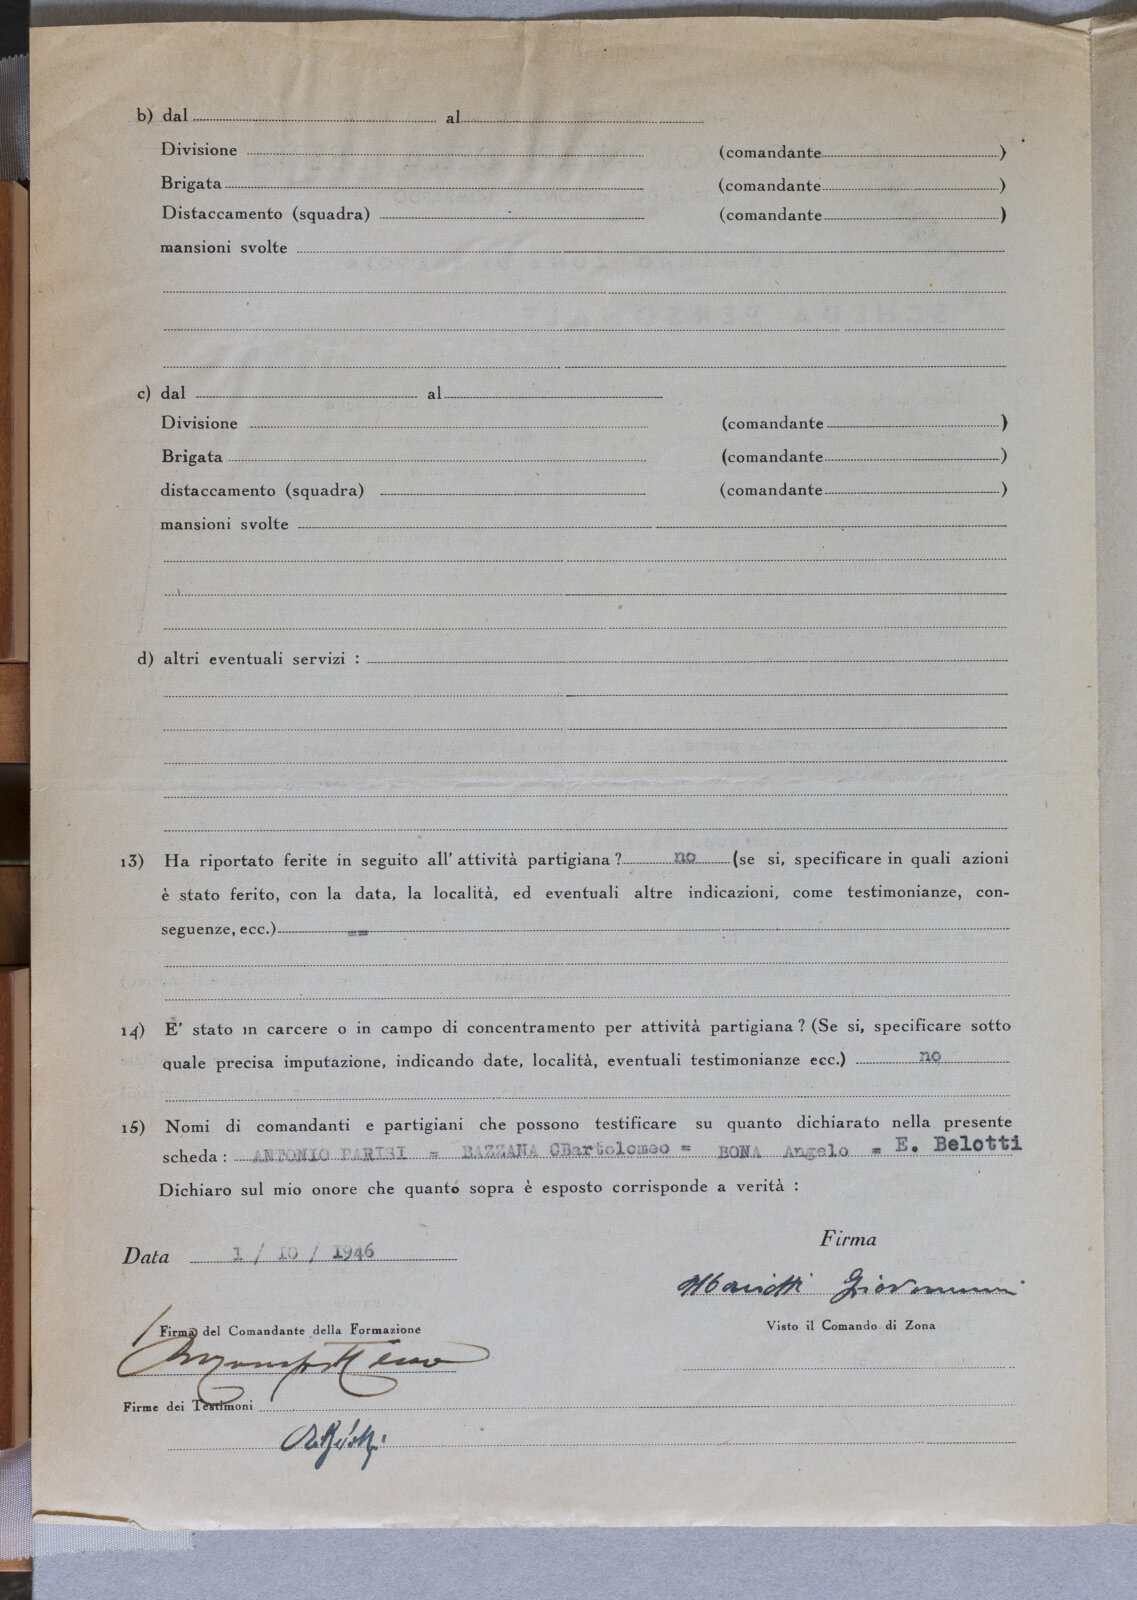 b) dal al
Divisione (comandante )
Brigata (comandante )
Distaccamento (squadra) (comandante )
mansioni svolte
c) dal al
Divisione (comandante )
Brigata (comandante )
distaccamento (squadra) (comandante )
mansioni svolte
d) altri eventuali servizi :
13) Ha riportato ferite in seguito all' attività partigiana ? no (se si, specificare in quali azioni
è stato ferito, con la data, la località, ed eventuali altre indicazioni, come testimonianze, con-
seguenze, ecc.) ==
14) E' stato in carcere o in campo di concentramento per attività partigiana ? (Se si, specificare sotto
quale precisa imputazione, indicando date, località, eventuali testimonianze ecc.) no
15) Nomi di comandanti e partigiani che possono testificare su quanto dichiarato nella presente
scheda : ANTONIO PARISI = BAZZANA CBartolomeo = BONA Angelo = E. Belotti
Dichiaro sul mio onore che quanto sopra è esposto corrisponde a verità :
Firma
Data 1 / 10 / 1946
Mariotti Giovanni
Firma del Comandante della Formazione
Visto il Comando di Zona
Firme dei Testimoni